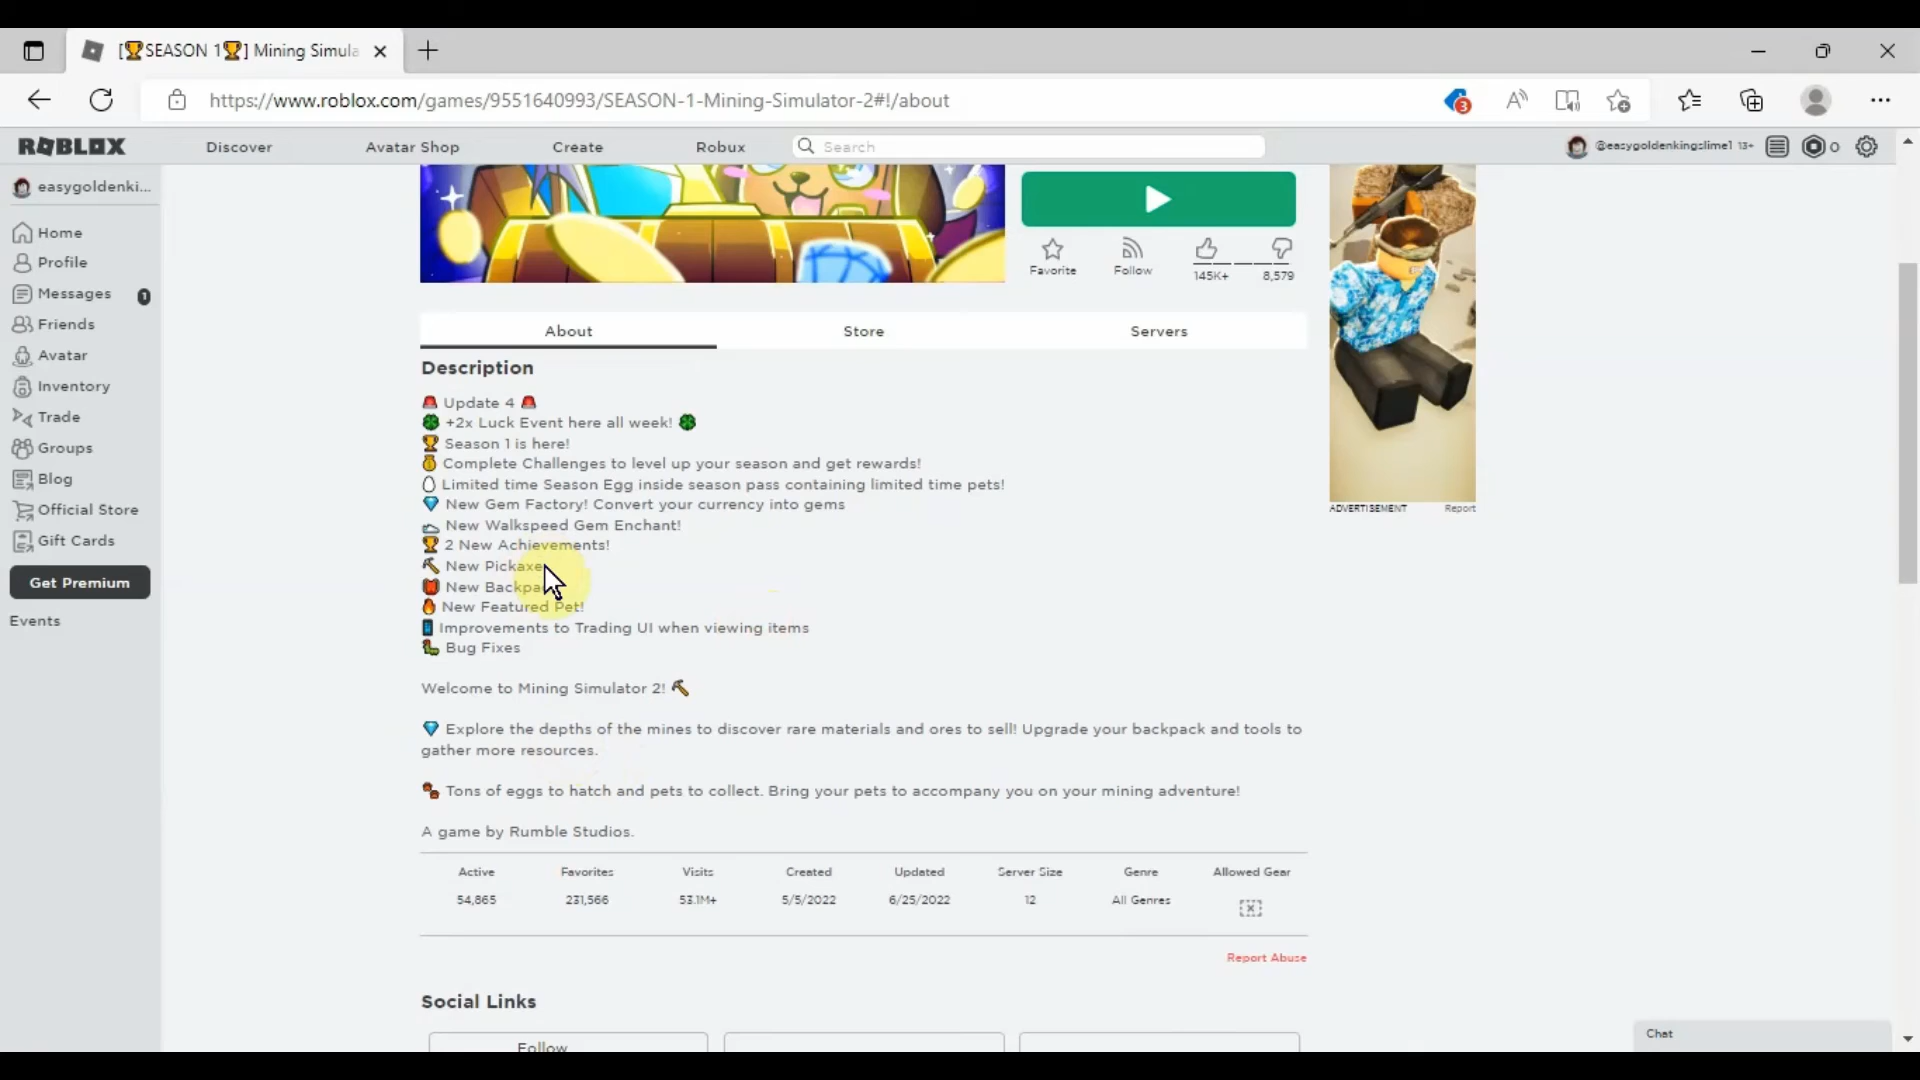 [🏆SEASON 1🏆] Mining Simula
https://www.roblox.com/games/9551640993/SEASON-1-Mining-Simulator-2#!/about
3
ROBLOX Discover Avatar Shop Create Robux Search @easygoldenkingslime1 13+ 0
easygoldenki...
Home
Profile
Messages 1
Friends
Avatar
Inventory
Trade
Groups
Blog
Official Store
Gift Cards
Get Premium
Events
Favorite Follow 145K+ 8,579
About Store Servers
Description
🚨 Update 4 🚨
🍀 +2x Luck Event here all week! 🍀
🏆 Season 1 is here!
💰 Complete Challenges to level up your season and get rewards!
🥚 Limited time Season Egg inside season pass containing limited time pets!
💎 New Gem Factory! Convert your currency into gems
👟 New Walkspeed Gem Enchant!
🏆 2 New Achievements!
🔨 New Pickaxe
🎒 New Backpa
🔥 New Featured Pet!
📱 Improvements to Trading UI when viewing items
🐛 Bug Fixes
Welcome to Mining Simulator 2! 🔨
💎 Explore the depths of the mines to discover rare materials and ores to sell! Upgrade your backpack and tools to
gather more resources.
🐾 Tons of eggs to hatch and pets to collect. Bring your pets to accompany you on your mining adventure!
A game by Rumble Studios.
Active Favorites Visits Created Updated Server Size Genre Allowed Gear
54,865 231,566 53.1M+ 5/5/2022 6/25/2022 12 All Genres
Report Abuse
Social Links
Follow
ADVERTISEMENT Report
Chat